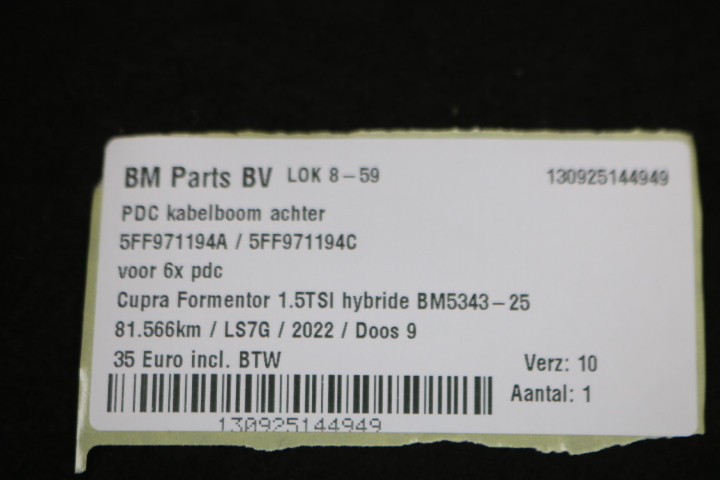 BM Parts BV LOK 8-59 130925144949
PDC kabelboom achter
5FF971194A / 5FF971194C
voor 6x pdc
Cupra Formentor 1.5TSI hybride BM5343-25
81.566km / LS7G / 2022 / Doos 9
35 Euro incl. BTW Verz: 10
Aantal: 1
130925144949